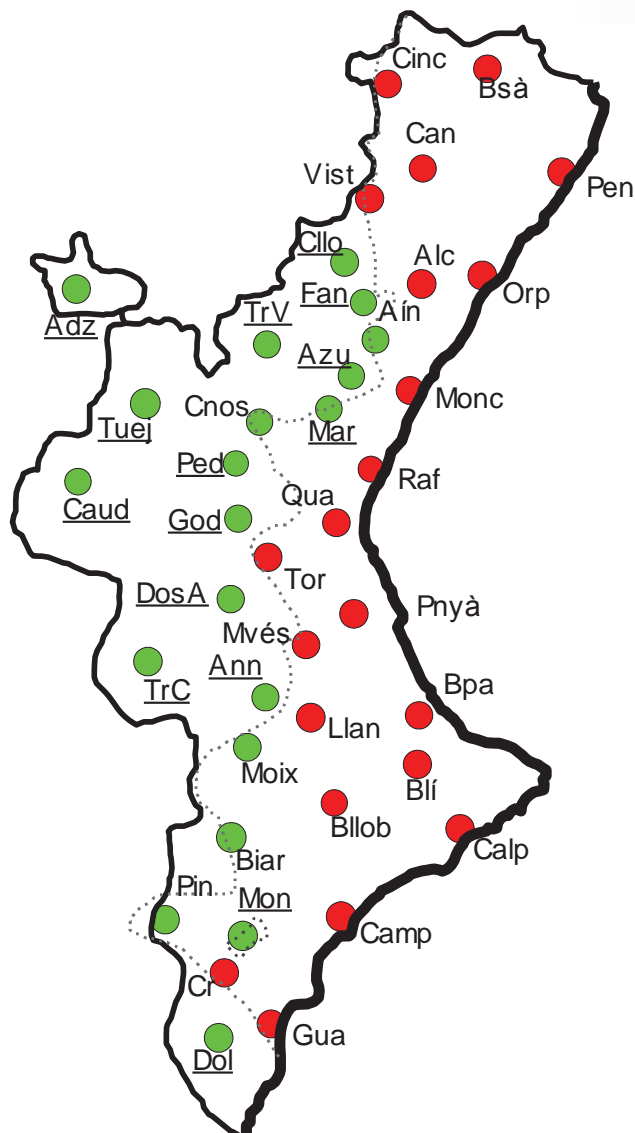 Cinc
Bsà
Can
Pen
Vist
Cllo
Alc
Orp
Fan
Adz
TrV
Aín
Azu
Monc
Tuej
Cnos
Mar
Ped
Raf
Caud
Qua
God
Tor
DosA
Pnyà
Mvés
Ann
TrC
Bpa
Llan
Moix
Blí
Bllob
Calp
Biar
Pin
Mon
Camp
Cr
Gua
Dol